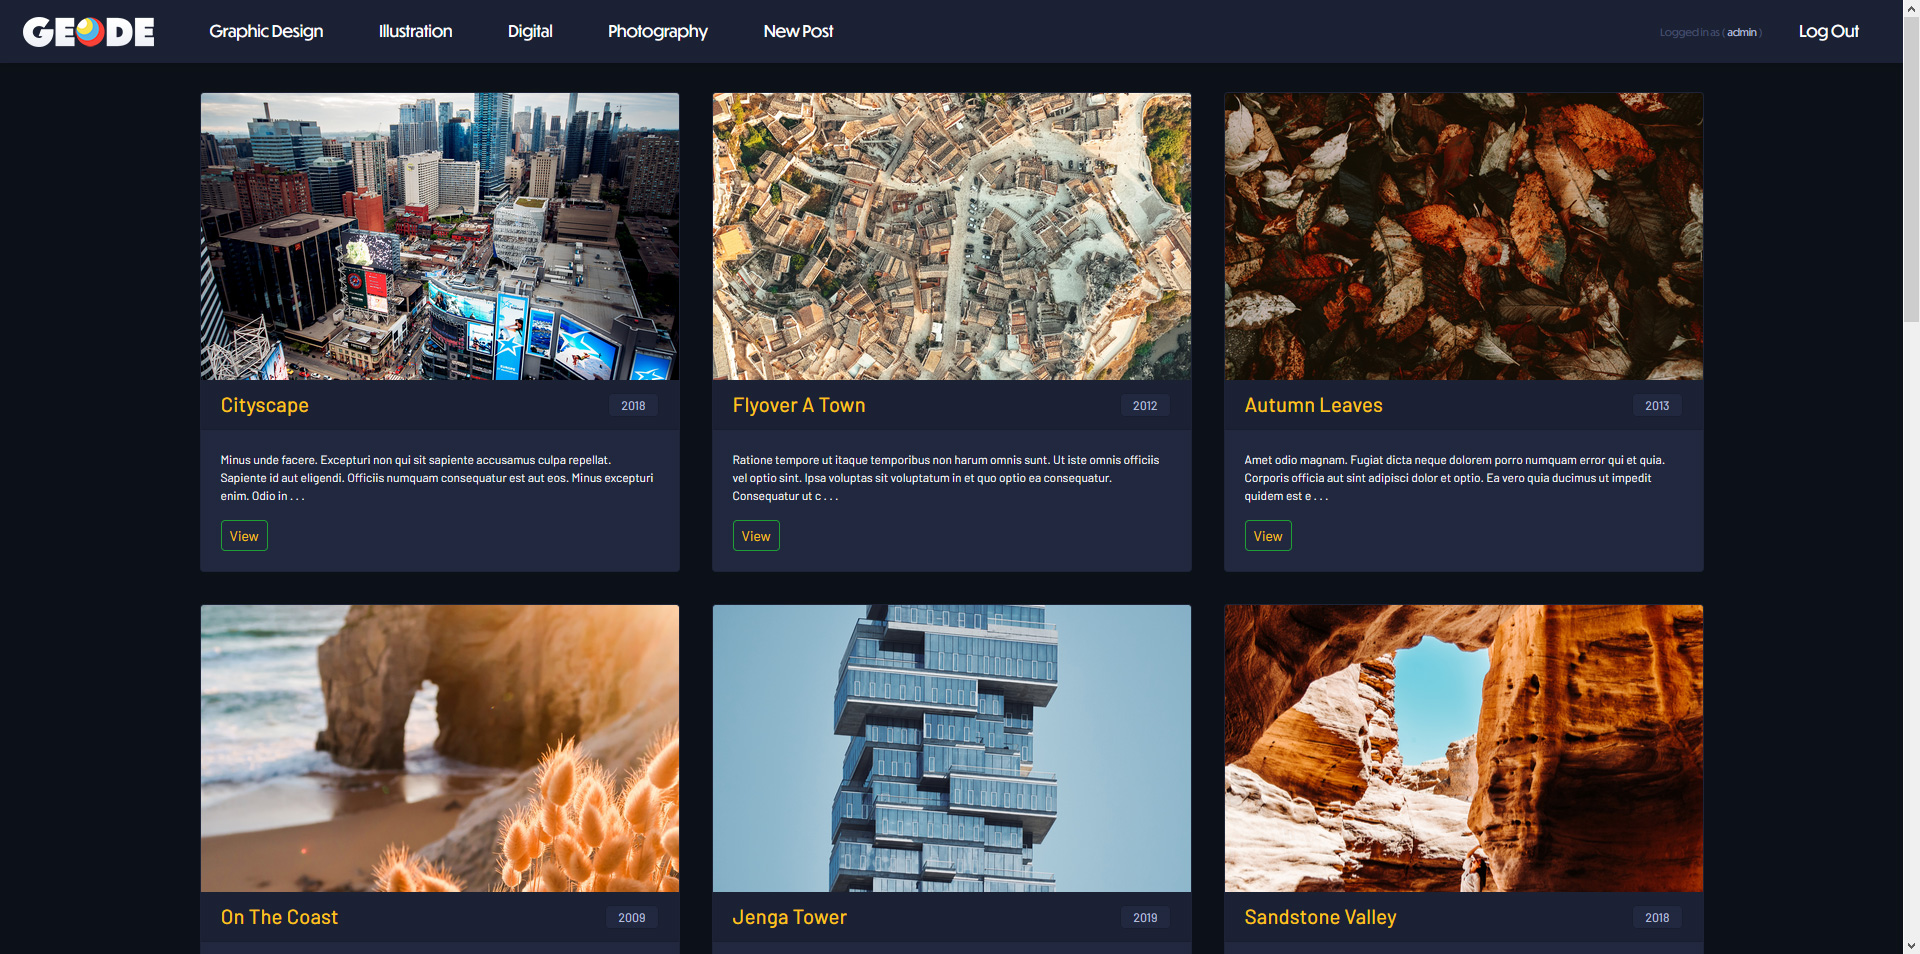 GEODE Graphic Design Illustration Digital Photography New Post Logged in as ( admin ) Log Out
Cityscape 2018
Minus unde facere. Excepturi non qui sit sapiente accusamus culpa repellat.
Sapiente id aut eligendi. Officiis numquam consequatur est aut eos. Minus excepturi
enim. Odio in . . .
View
Flyover A Town 2012
Ratione tempore ut itaque temporibus non harum omnis sunt. Ut iste omnis officiis
vel optio sint. Ipsa voluptas sit voluptatum in et quo optio ea consequatur.
Consequatur ut c . . .
View
Autumn Leaves 2013
Amet odio magnam. Fugiat dicta neque dolorem porro numquam error qui et quia.
Corporis officia aut sint adipisci dolor et optio. Ea vero quia ducimus ut impedit
quidem est e . . .
View
On The Coast 2009
Jenga Tower 2019
Sandstone Valley 2018